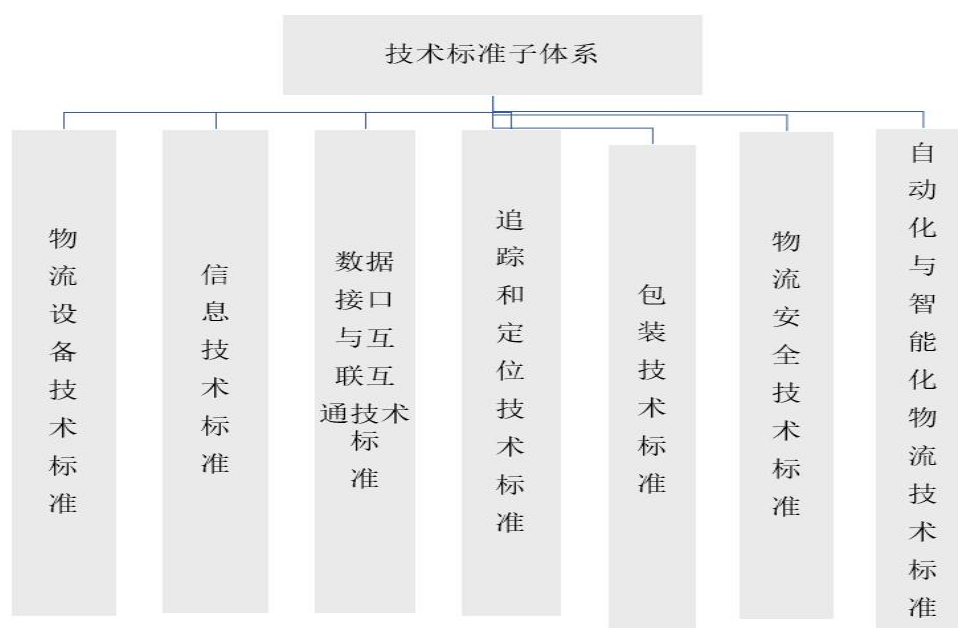 技术标准子体系
物流设备技术标准
信息技术标准
数据
接口
与互
联互
通技术
标
准
追踪和定位技术标准
包装技术标准
物流安全技术标准
自动化与智能化物流技术标准